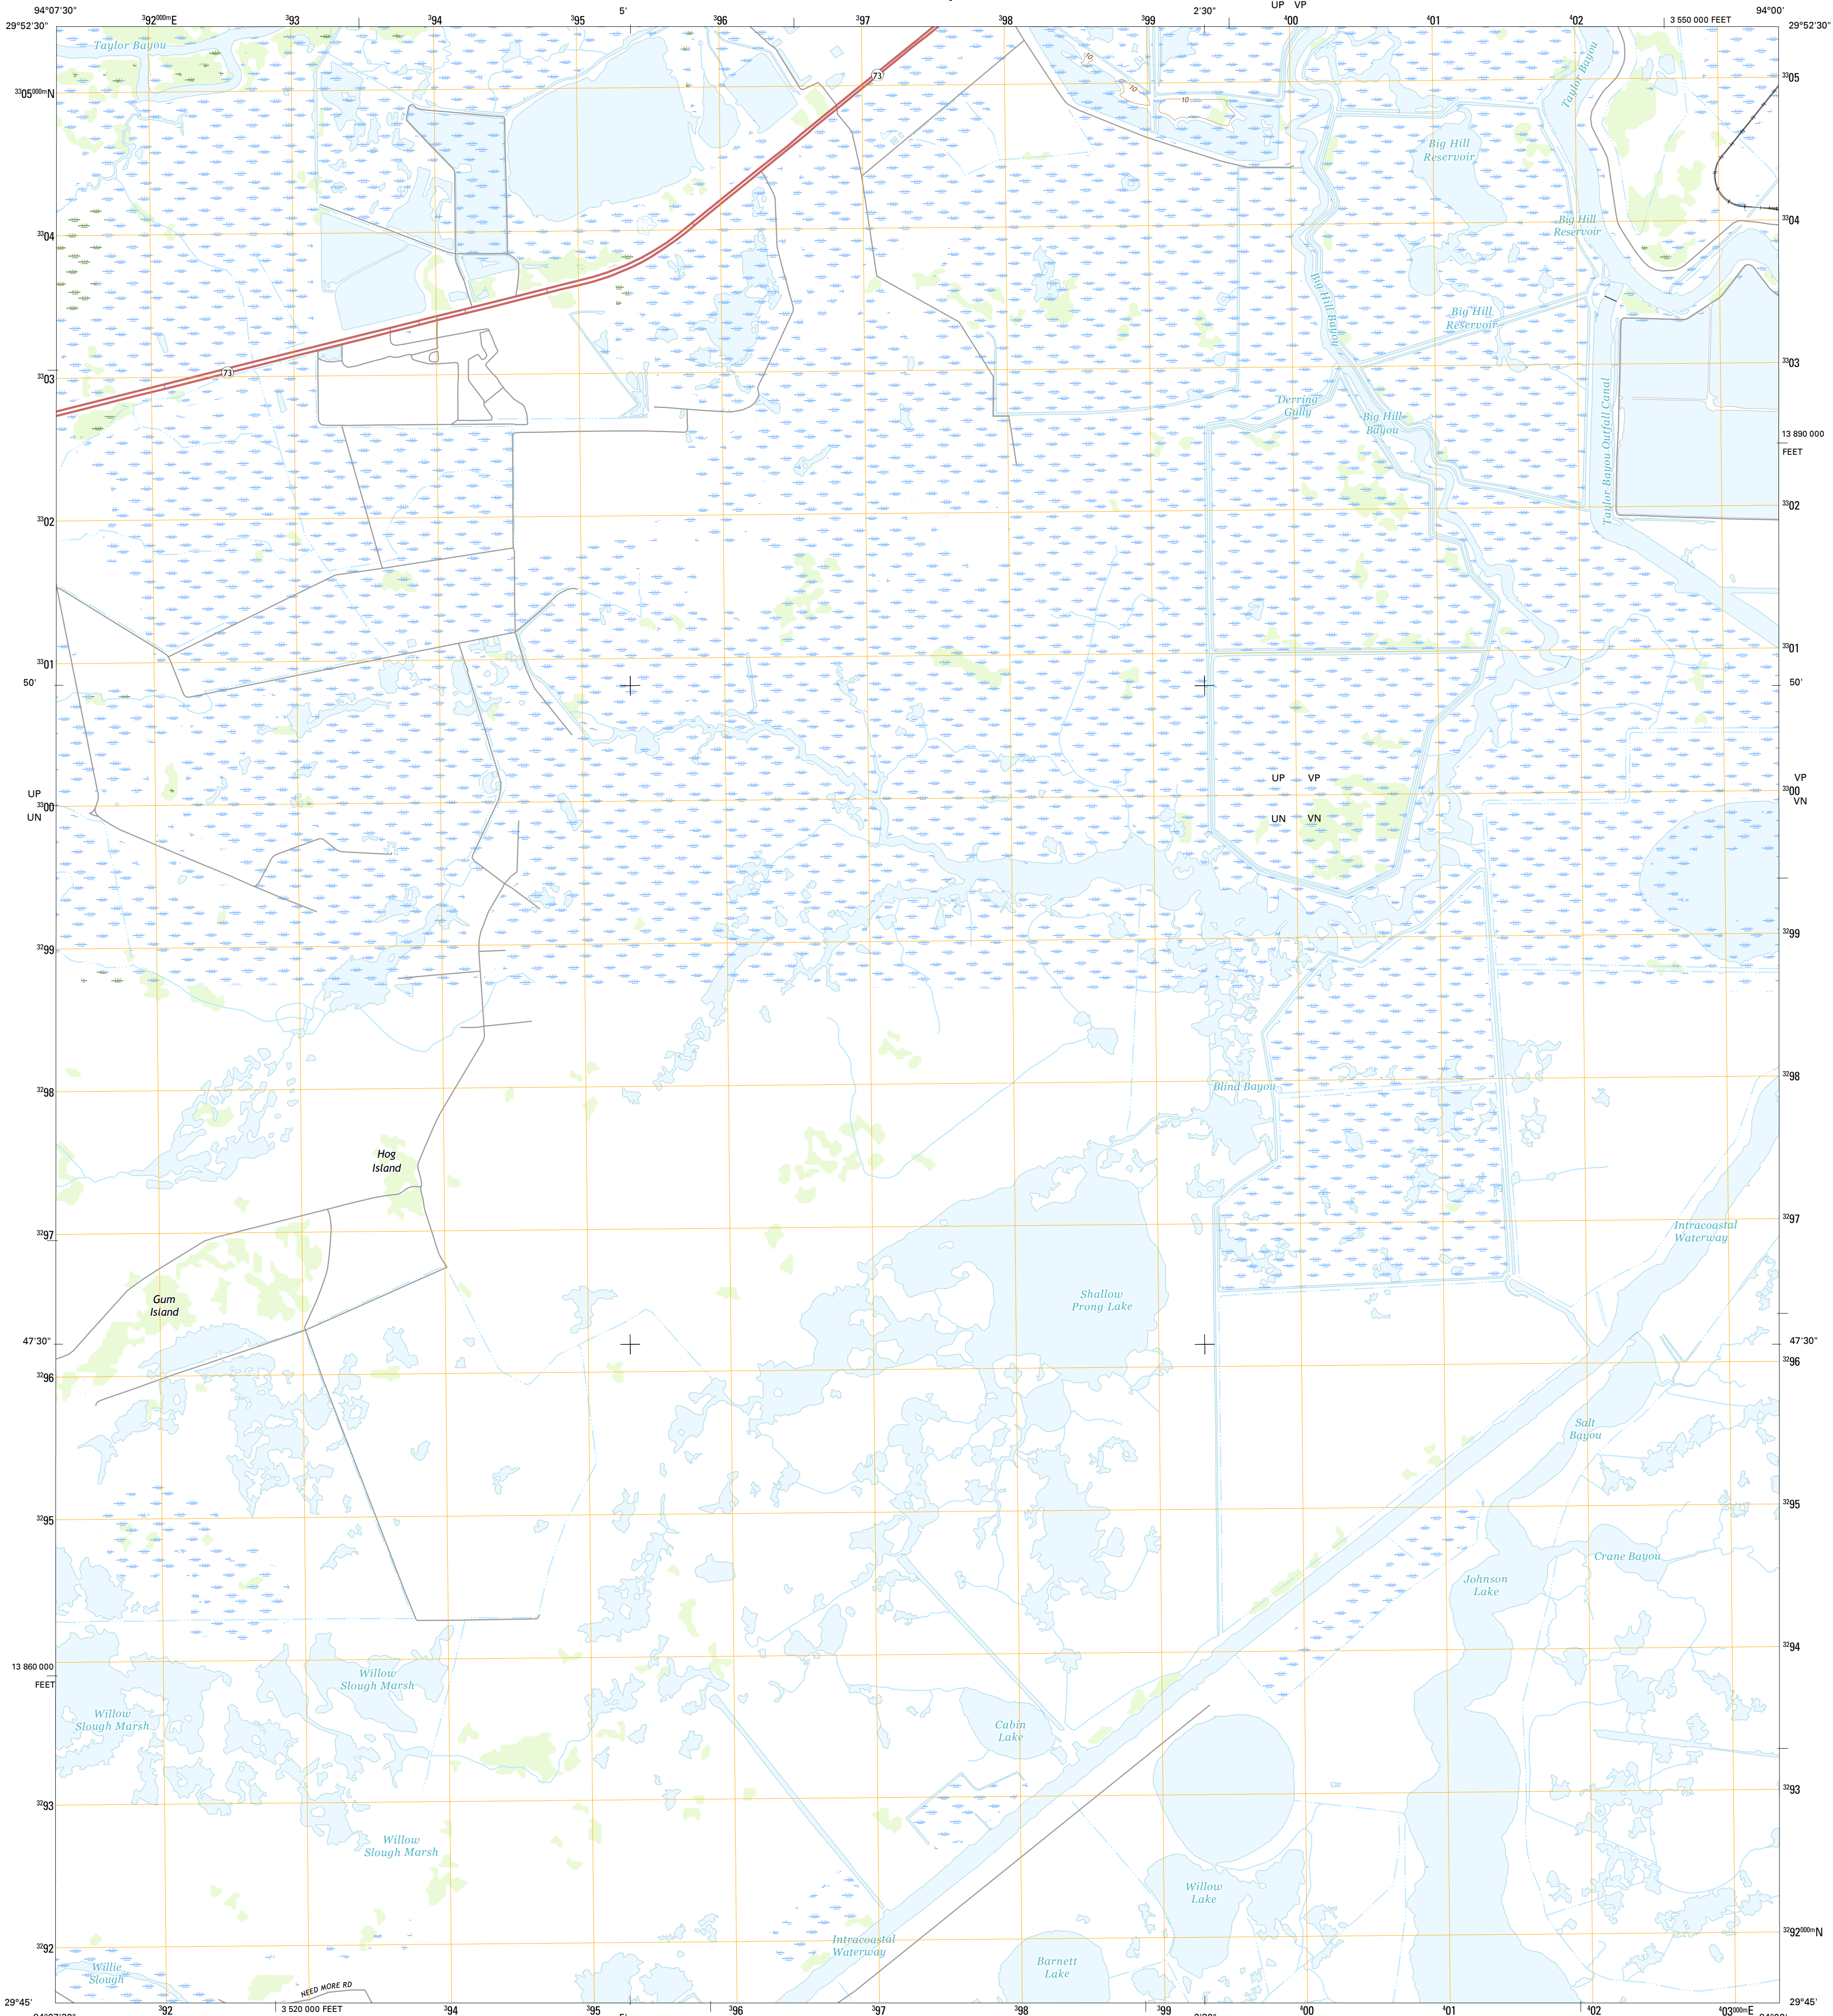 94°07'30"
³92⁰⁰⁰ᵐE
³93
³94
³95
5'
³96
³97
³98
³99
2'30"
UP VP
⁴00
⁴01
⁴02
3 550 000 FEET
94°00'
29°52'30"
29°52'30"
Taylor Bayou
73
10
10
10
Taylor Bayou
³³05⁰⁰⁰ᵐN
³³05
Big Hill
Reservoir
³³04
Big Hill
Reservoir
³³04
Big Hill Bayou
Big Hill
Reservoir
73
³³03
³³03
Derring
Gully
Big Hill
Bayou
Taylor Bayou Outfall Canal
13 890 000
FEET
³³02
³³02
³³01
³³01
50'
50'
UP
UN
³³00
UP VP
UN VN
VP
VN
³³00
³²99
³²99
³²98
Blind Bayou
³²98
Hog
Island
³²97
³²97
Intracoastal
Waterway
Gum
Island
Shallow
Prong Lake
47'30"
47'30"
³²96
³²96
Salt
Bayou
³²95
³²95
Crane Bayou
Johnson
Lake
³²94
13 860 000
FEET
Willow
Slough Marsh
Willow
Slough Marsh
Cabin
Lake
³²93
³²93
Willow
Slough Marsh
Willow
Lake
³²92
Intracoastal
Waterway
³²92⁰⁰⁰ᵐN
Willie
Slough
Barnett
Lake
NEED MORE RD
29°45'
29°45'
³92
3 520 000 FEET
³94
³95
³96
³97
³98
³99
⁴00
⁴01
⁴02
⁴03⁰⁰⁰ᵐE